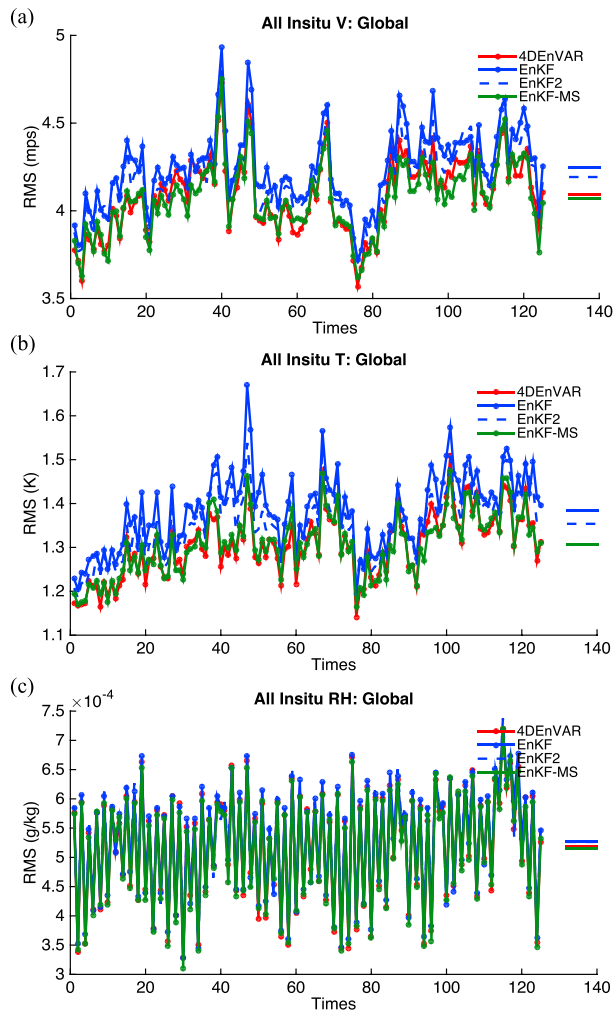 (a)
All Insitu V: Global
5
4.5
4
3.5
RMS (mps)
4DEnVAR
EnKF
EnKF2
EnKF-MS
0 20 40 60 80 100 120 140
Times
(b)
All Insitu T: Global
1.7
1.6
1.5
1.4
1.3
1.2
1.1
RMS (K)
4DEnVAR
EnKF
EnKF2
EnKF-MS
0 20 40 60 80 100 120 140
Times
(c)
×10-4
All Insitu RH: Global
7.5
7
6.5
6
5.5
5
4.5
4
3.5
3
RMS (g/kg)
4DEnVAR
EnKF
EnKF2
EnKF-MS
0 20 40 60 80 100 120 140
Times